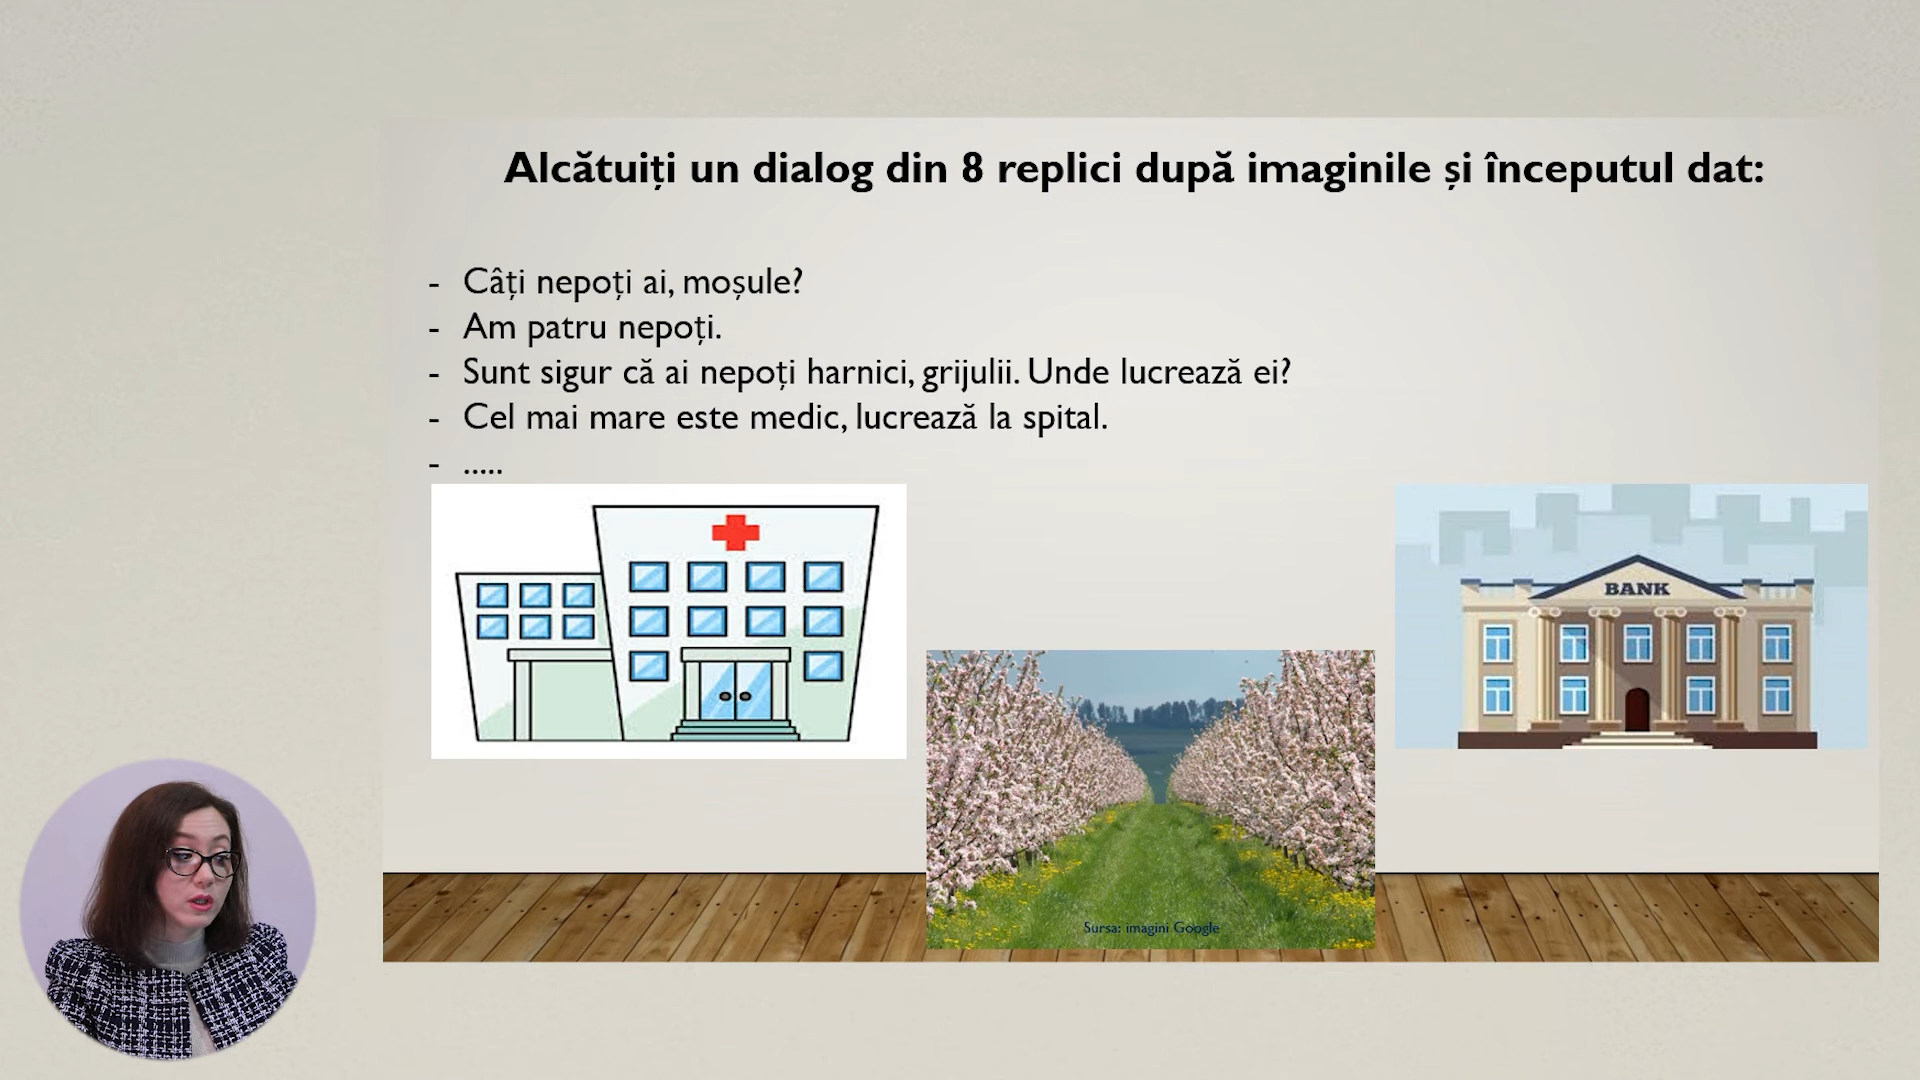 Alcătuiți un dialog din 8 replici după imaginile și începutul dat:
- Câți nepoți ai, moșule?
- Am patru nepoți.
- Sunt sigur că ai nepoți harnici, grijulii. Unde lucrează ei?
- Cel mai mare este medic, lucrează la spital.
- .....
BANK
Sursa: imagini Google